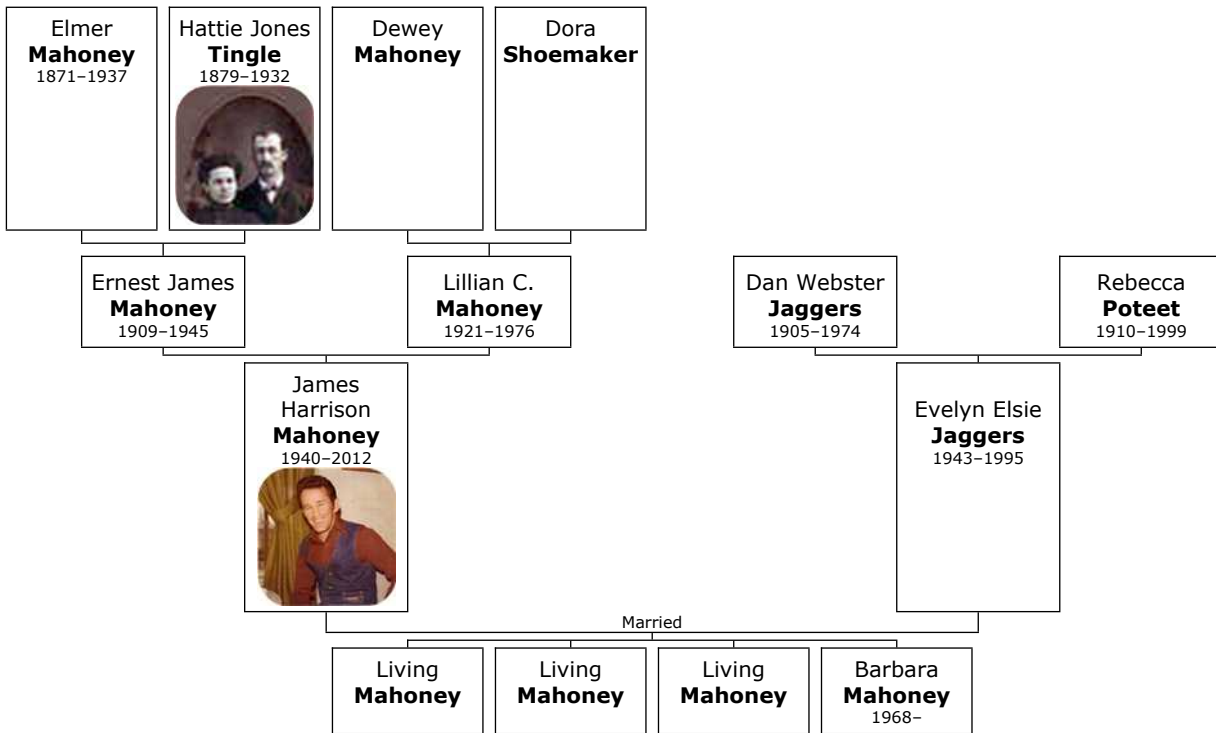 Elmer
Mahoney
1871–1937
Hattie Jones
Tingle
1879–1932
Dewey
Mahoney
Dora
Shoemaker
Ernest James
Mahoney
1909–1945
Lillian C.
Mahoney
1921–1976
Dan Webster
Jaggers
1905–1974
Rebecca
Poteet
1910–1999
James
Harrison
Mahoney
1940–2012
Evelyn Elsie
Jaggers
1943–1995
Married
Living
Mahoney
Living
Mahoney
Living
Mahoney
Barbara
Mahoney
1968–